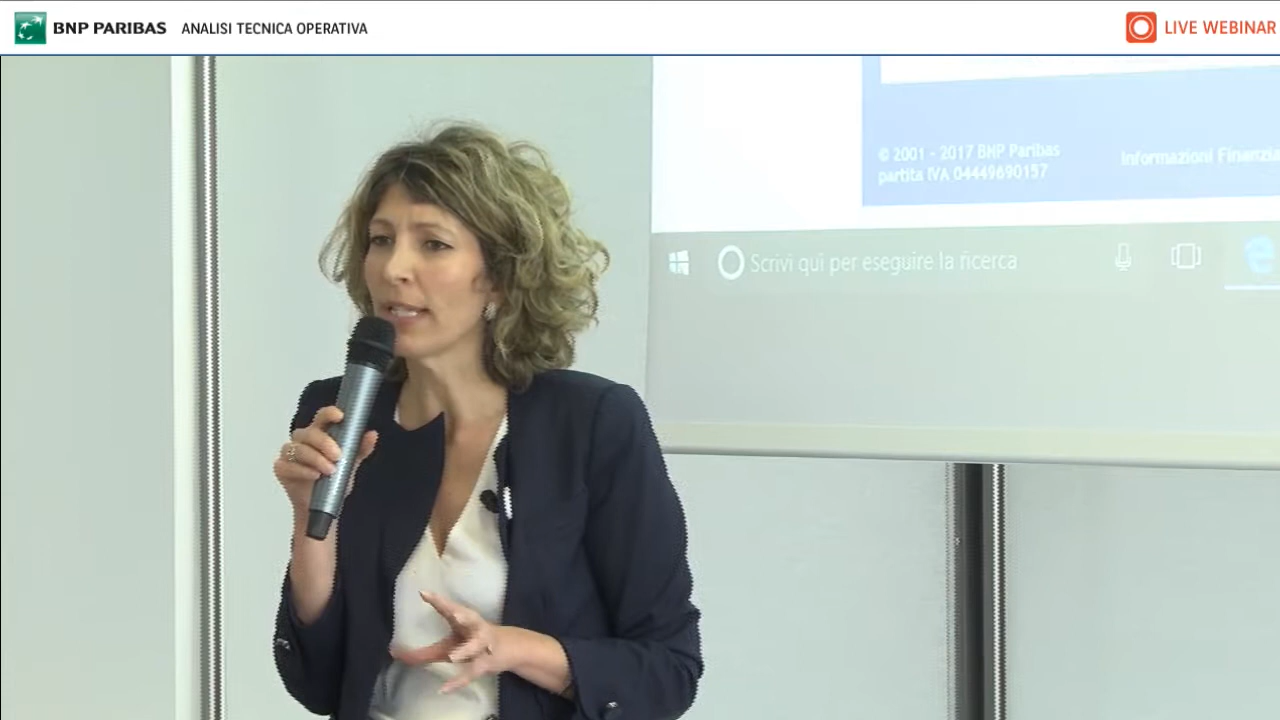 BNP PARIBAS ANALISI TECNICA OPERATIVA
LIVE WEBINAR
© 2001 - 2017 BNP Paribas
partita IVA 04449690157
Informazioni Finanzia
Scrivi qui per eseguire la ricerca